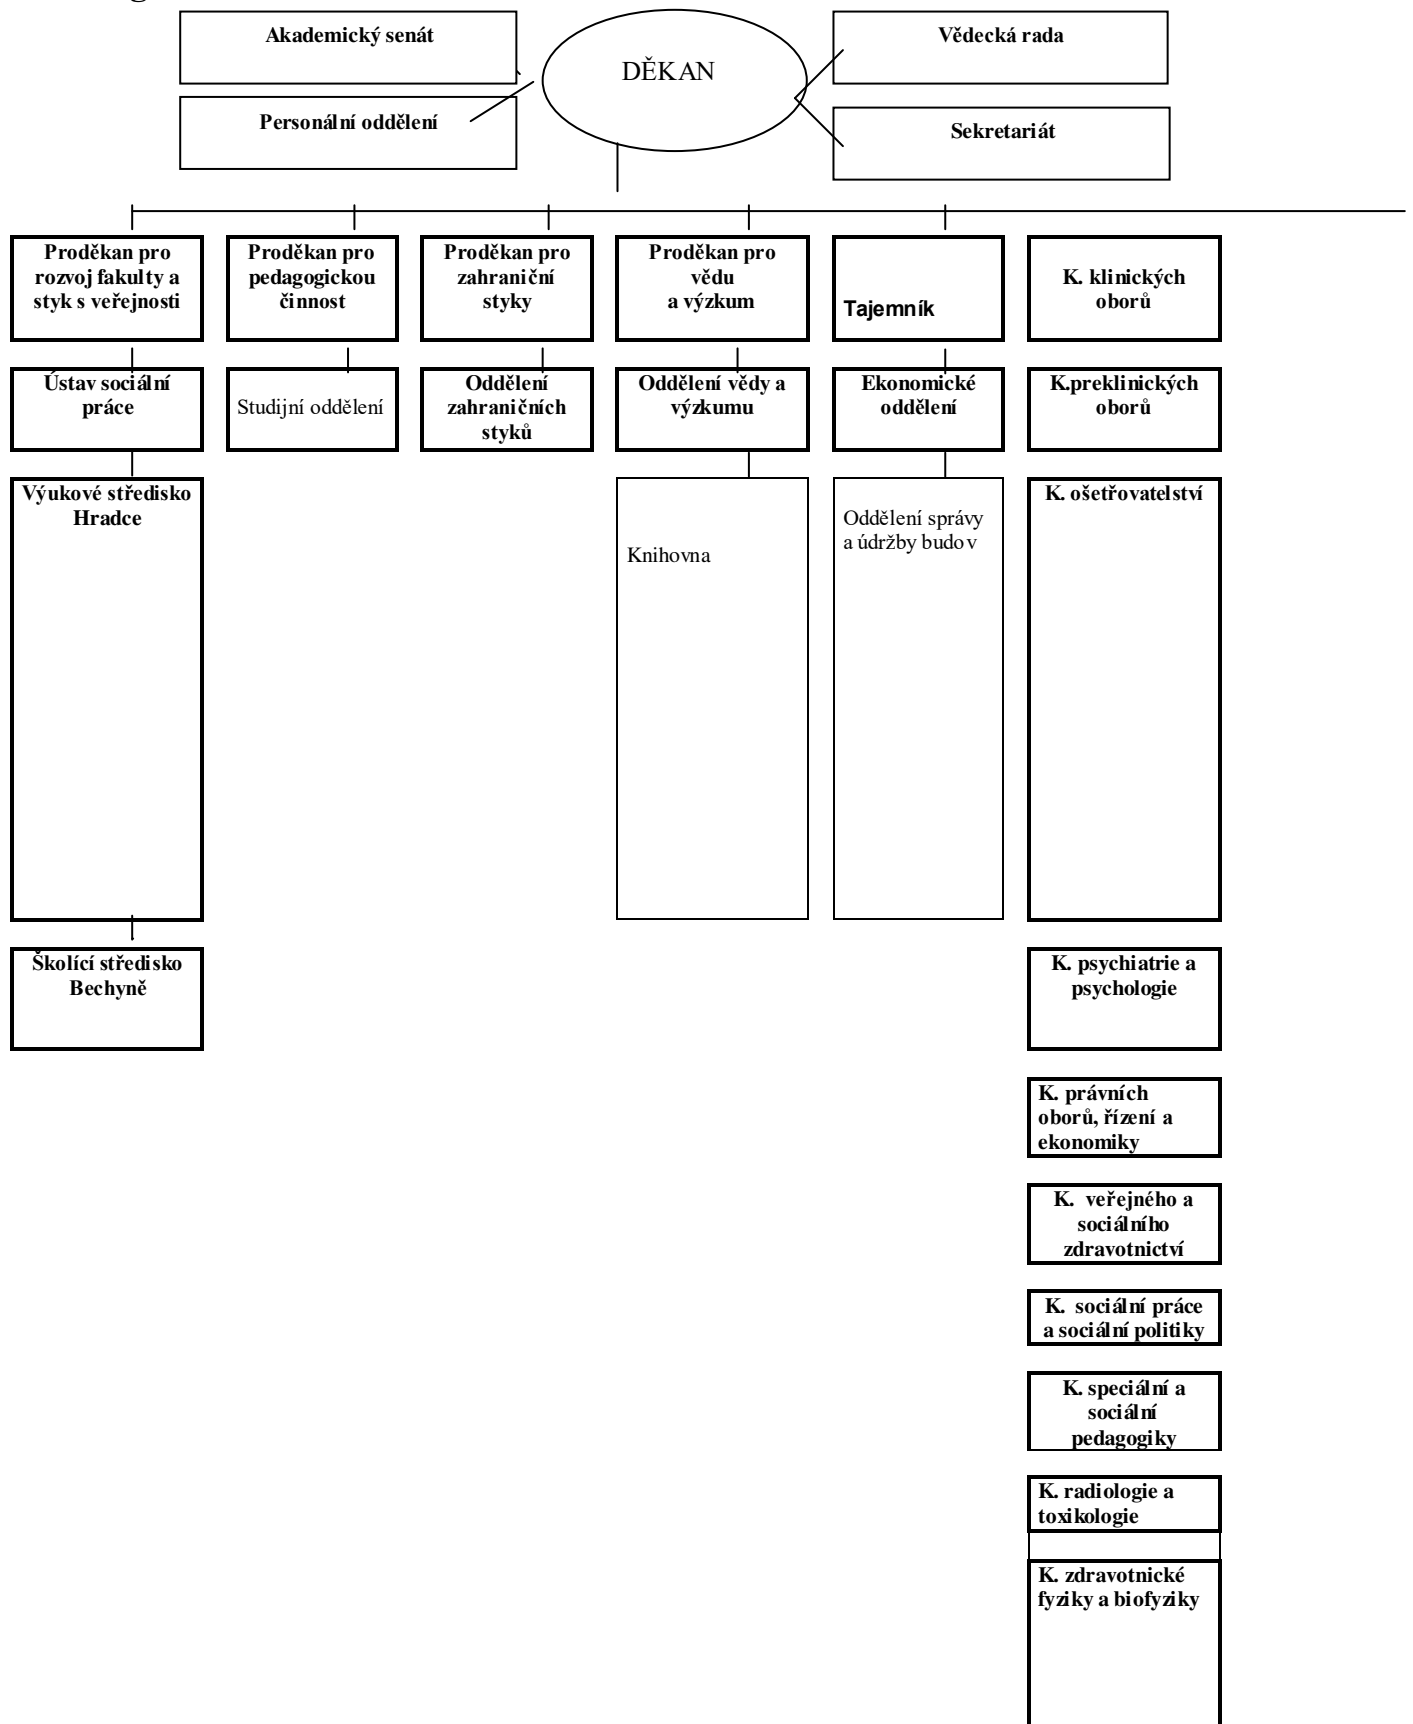 Akademický senát
DĚKAN
Vědecká rada
Personální oddělení
Sekretariát
Proděkan pro
rozvoj fakulty a
styk s veřejnosti
Proděkan pro
pedagogickou
činnost
Proděkan pro
zahraniční
styky
Proděkan pro
vědu
a výzkum
Tajemník
K. klinických
oborů
Ústav sociální
práce
Studijní oddělení
Oddělení
zahraničních
styků
Oddělení vědy a
výzkumu
Ekonomické
oddělení
K.preklinických
oborů
Výukové středisko
Hradce
Knihovna
Oddělení správy
a údržby budov
K. ošetřovatelství
Školící středisko
Bechyně
K. psychiatrie a
psychologie
K. právních
oborů, řízení a
ekonomiky
K. veřejného a
sociálního
zdravotnictví
K. sociální práce
a sociální politiky
K. speciální a
sociální
pedagogiky
K. radiologie a
toxikologie
K. zdravotnické
fyziky a biofyziky